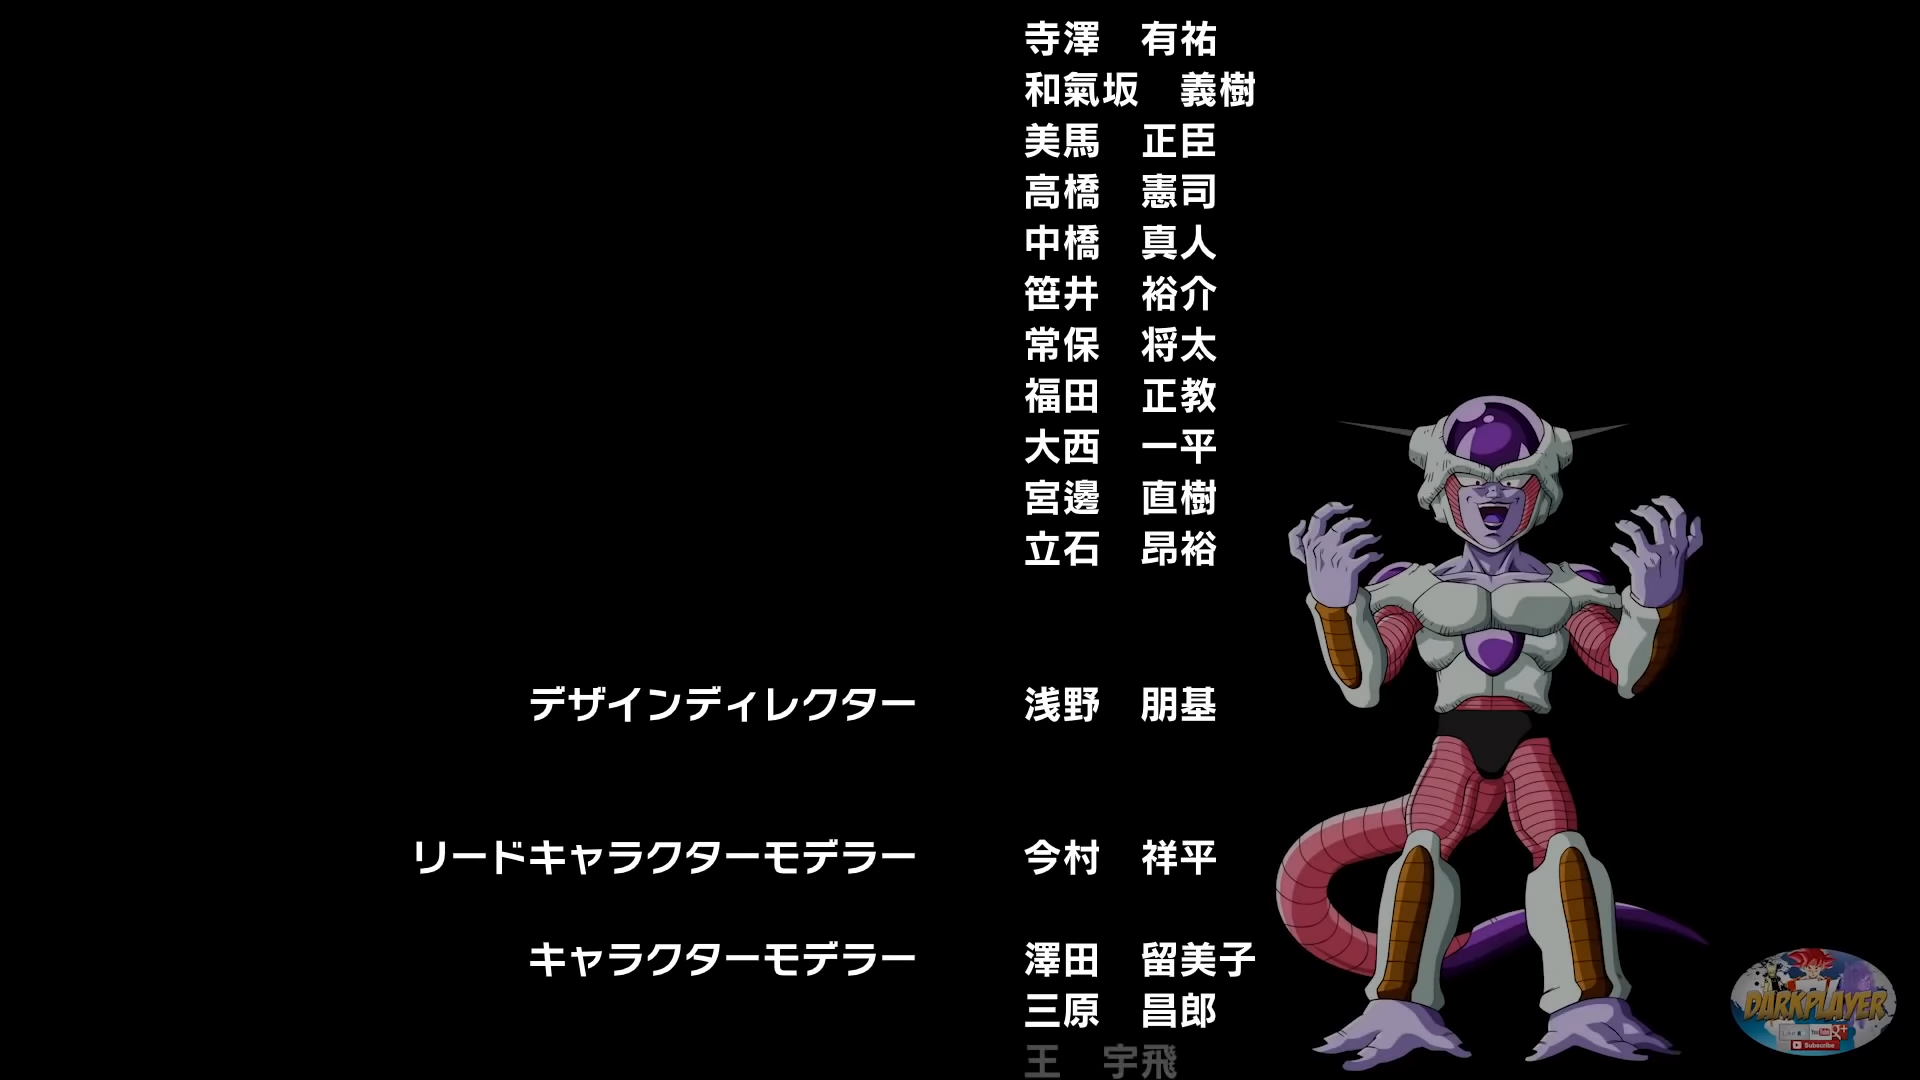 寺澤　有祐
和氣坂　義樹
美馬　正臣
高橋　憲司
中橋　真人
笹井　裕介
常保　将太
福田　正教
大西　一平
宮邊　直樹
立石　昂裕
デザインディレクター　浅野　朋基
リードキャラクターモデラー　今村　祥平
キャラクターモデラー　澤田　留美子
三原　昌郎
王　宇飛
DARKPLAYER
Subscribe